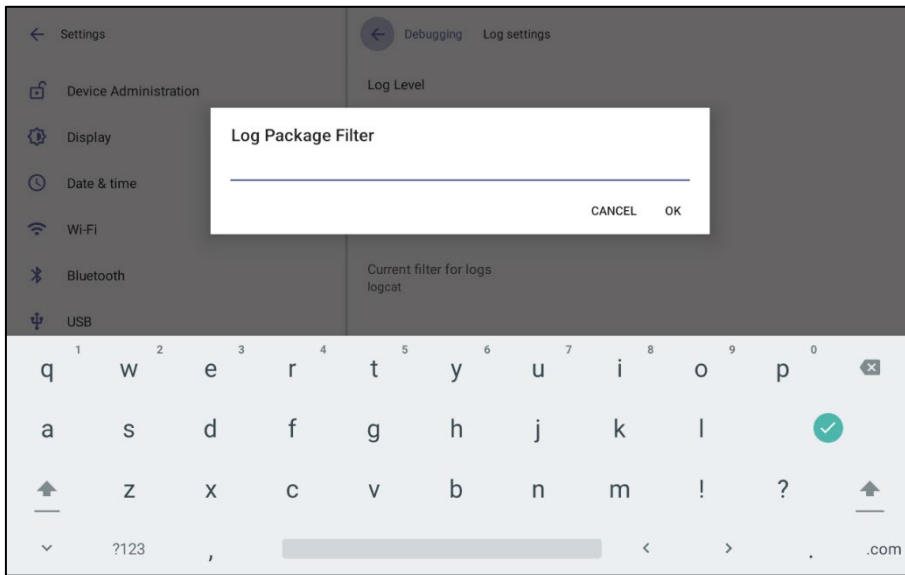 Settings
Debugging Log settings
Device Administration
Log Level
Display
Log Package Filter
Date & time
CANCEL OK
Wi-Fi
Bluetooth
Current filter for logs
logcat
USB
1 2 3 4 5 6 7 8 9 0
q w e r t y u i o p
a s d f g h j k l
z x c v b n m ! ?
?123 , < > . .com